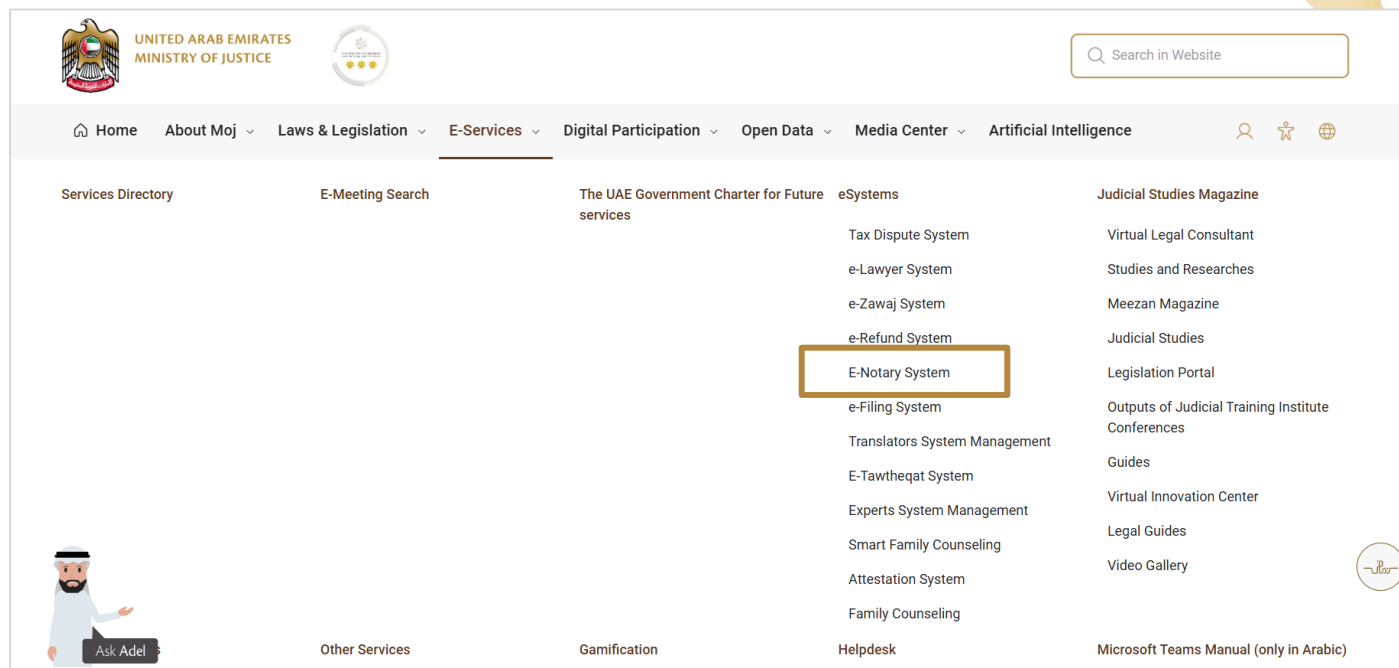 UNITED ARAB EMIRATES
MINISTRY OF JUSTICE
Search in Website
Home About Moj Laws & Legislation E-Services Digital Participation Open Data Media Center Artificial Intelligence
Services Directory
E-Meeting Search
The UAE Government Charter for Future
services
eSystems
Tax Dispute System
e-Lawyer System
e-Zawaj System
e-Refund System
E-Notary System
e-Filing System
Translators System Management
E-Tawtheqat System
Experts System Management
Smart Family Counseling
Attestation System
Family Counseling
Judicial Studies Magazine
Virtual Legal Consultant
Studies and Researches
Meezan Magazine
Judicial Studies
Legislation Portal
Outputs of Judicial Training Institute
Conferences
Guides
Virtual Innovation Center
Legal Guides
Video Gallery
Ask Adel
Other Services
Gamification
Helpdesk
Microsoft Teams Manual (only in Arabic)